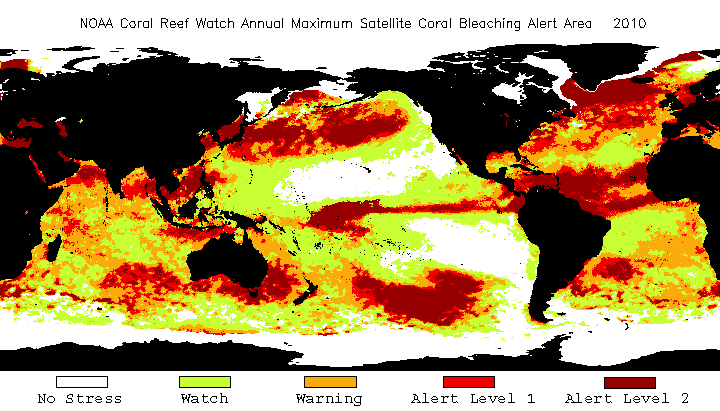 NOAA Coral Reef Watch Annual Maximum Satellite Coral Bleaching Alert Area 2010
No Stress Watch Warning Alert Level 1 Alert Level 2